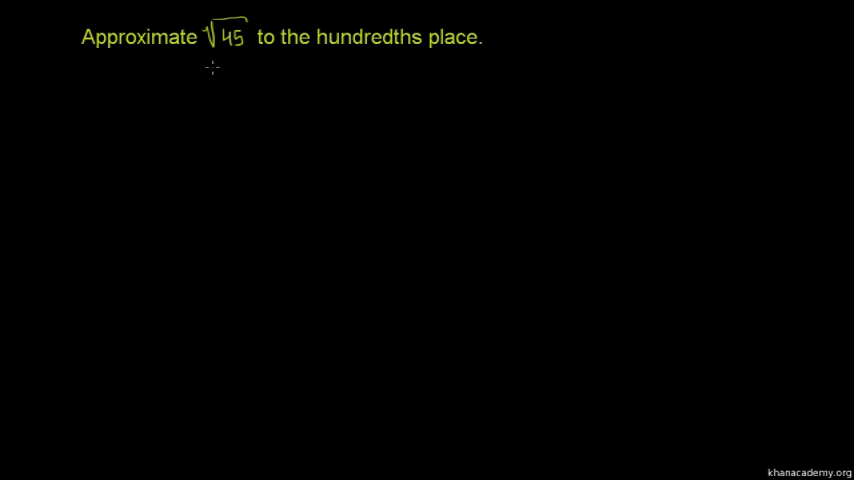 Approximate √45 to the hundredths place.
khanacademy.org